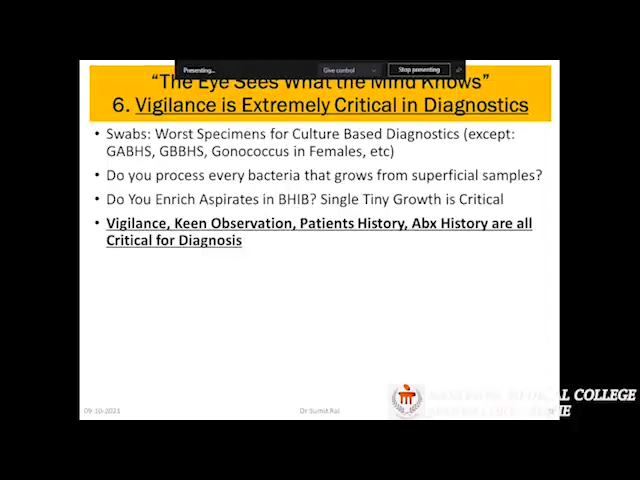 Presenting...
Give control
Stop presenting
"The Eye Sees What the Mind Knows"
6. Vigilance is Extremely Critical in Diagnostics
• Swabs: Worst Specimens for Culture Based Diagnostics (except:
GABHS, GBBHS, Gonococcus in Females, etc)
• Do you process every bacteria that grows from superficial samples?
• Do You Enrich Aspirates in BHIB? Single Tiny Growth is Critical
• Vigilance, Keen Observation, Patients History, Abx History are all
Critical for Diagnosis
COLLEGE
09-10-2021
Dr Sumit Rai